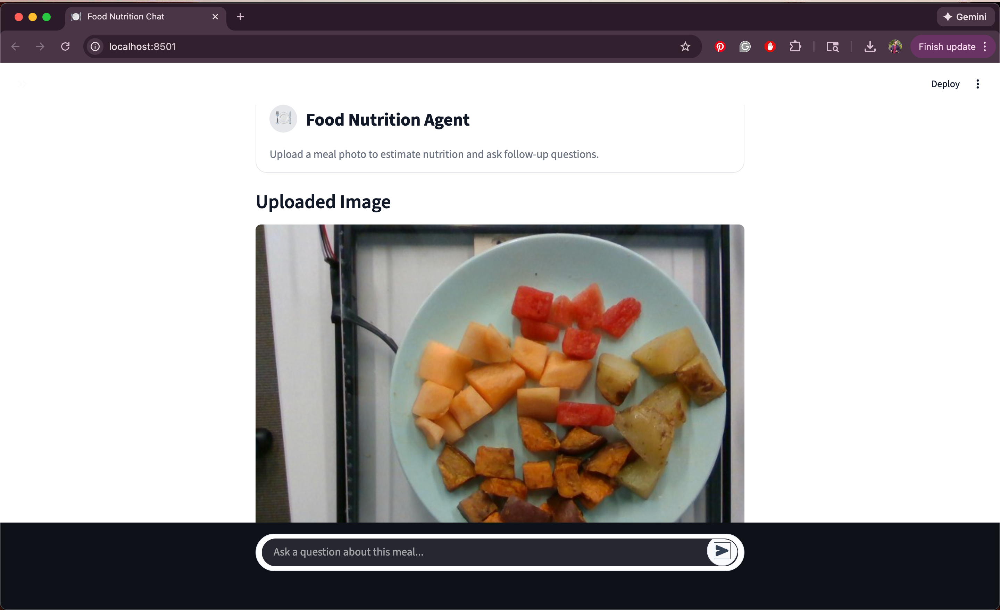 Food Nutrition Chat
Gemini
localhost:8501
Finish update
Deploy
Food Nutrition Agent
Upload a meal photo to estimate nutrition and ask follow-up questions.
Uploaded Image
Ask a question about this meal...